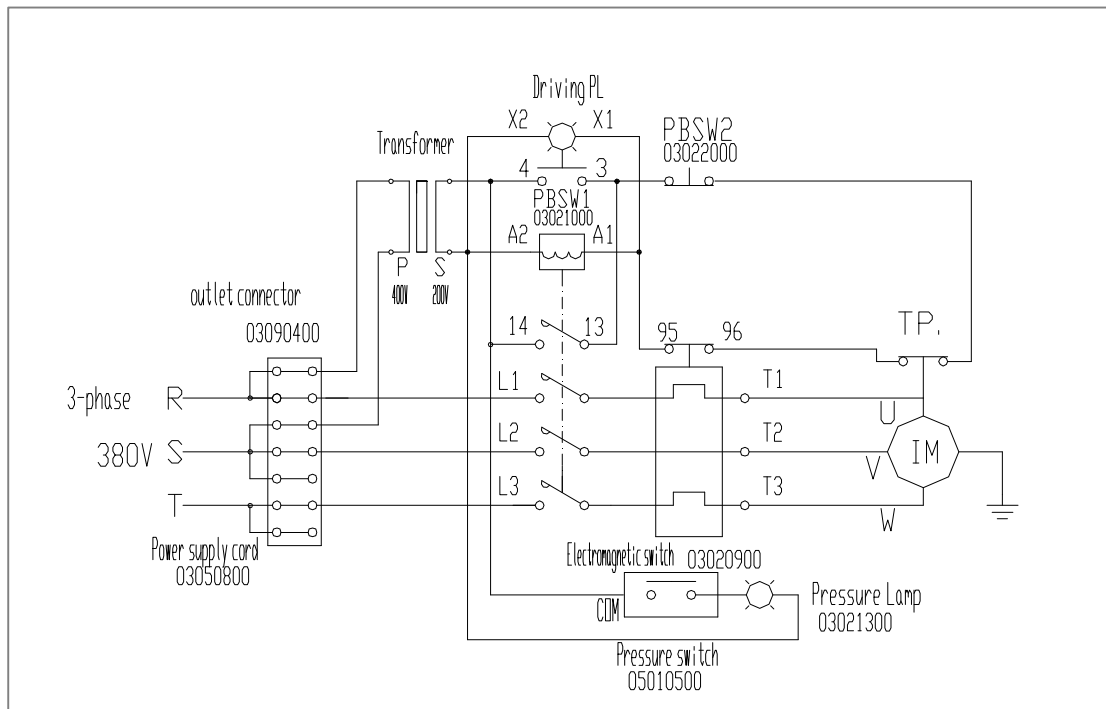 Driving PL
X2
X1
PBSW2
03022000
Transformer
4
3
PBSW1
03021000
A2
A1
P
S
400V
200V
outlet connector
03090400
14
13
95
96
TP.
3-phase
R
L1
T1
U
380V
S
L2
T2
V
IM
L3
T3
T
W
Power supply cord
03050800
Electromagnetic switch
03020900
COM
Pressure Lamp
03021300
Pressure switch
05010500